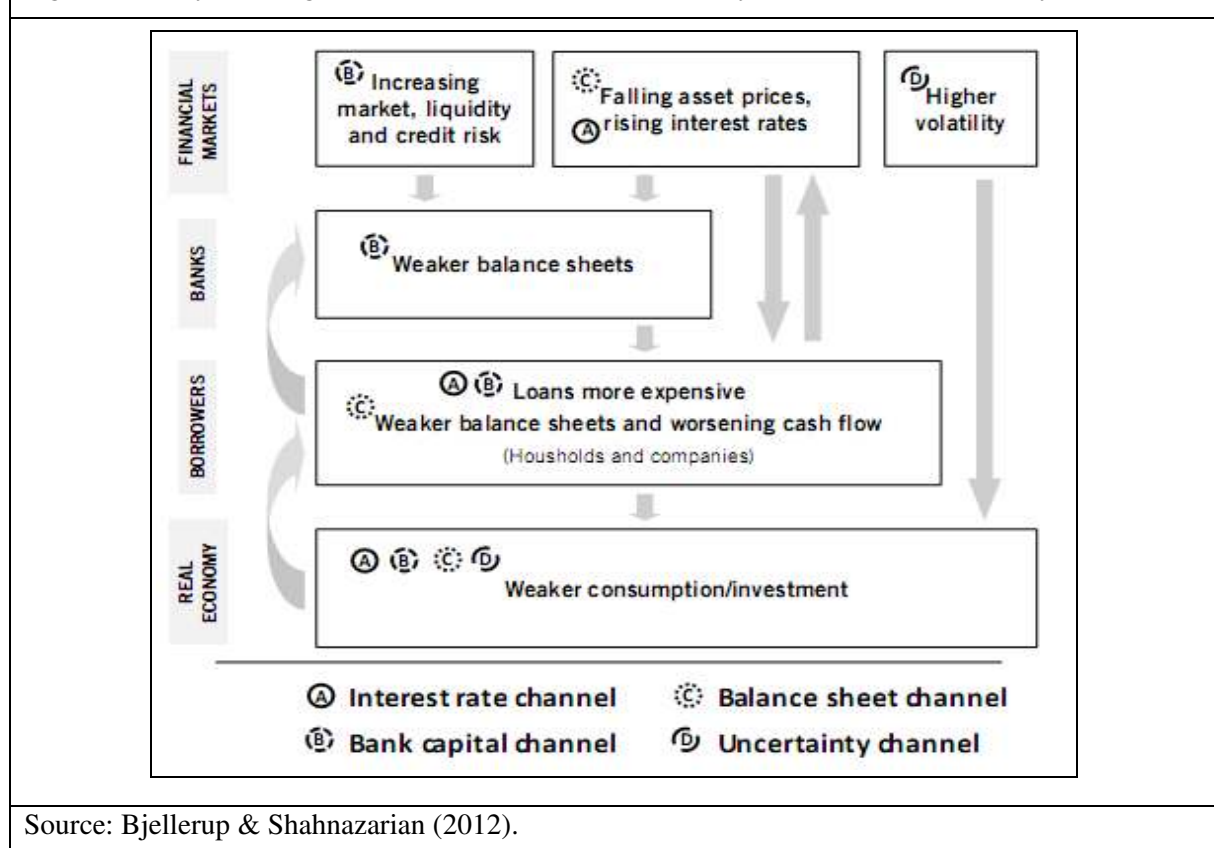 FINANCIAL
MARKETS
B Increasing
market, liquidity
and credit risk
C Falling asset prices,
A rising interest rates
D Higher
volatility
BANKS
B Weaker balance sheets
BORROWERS
A B Loans more expensive
C Weaker balance sheets and worsening cash flow
(Housholds and companies)
REAL
ECONOMY
A B C D
Weaker consumption/investment
A Interest rate channel
C Balance sheet channel
B Bank capital channel
D Uncertainty channel
Source: Bjellerup & Shahnazarian (2012).